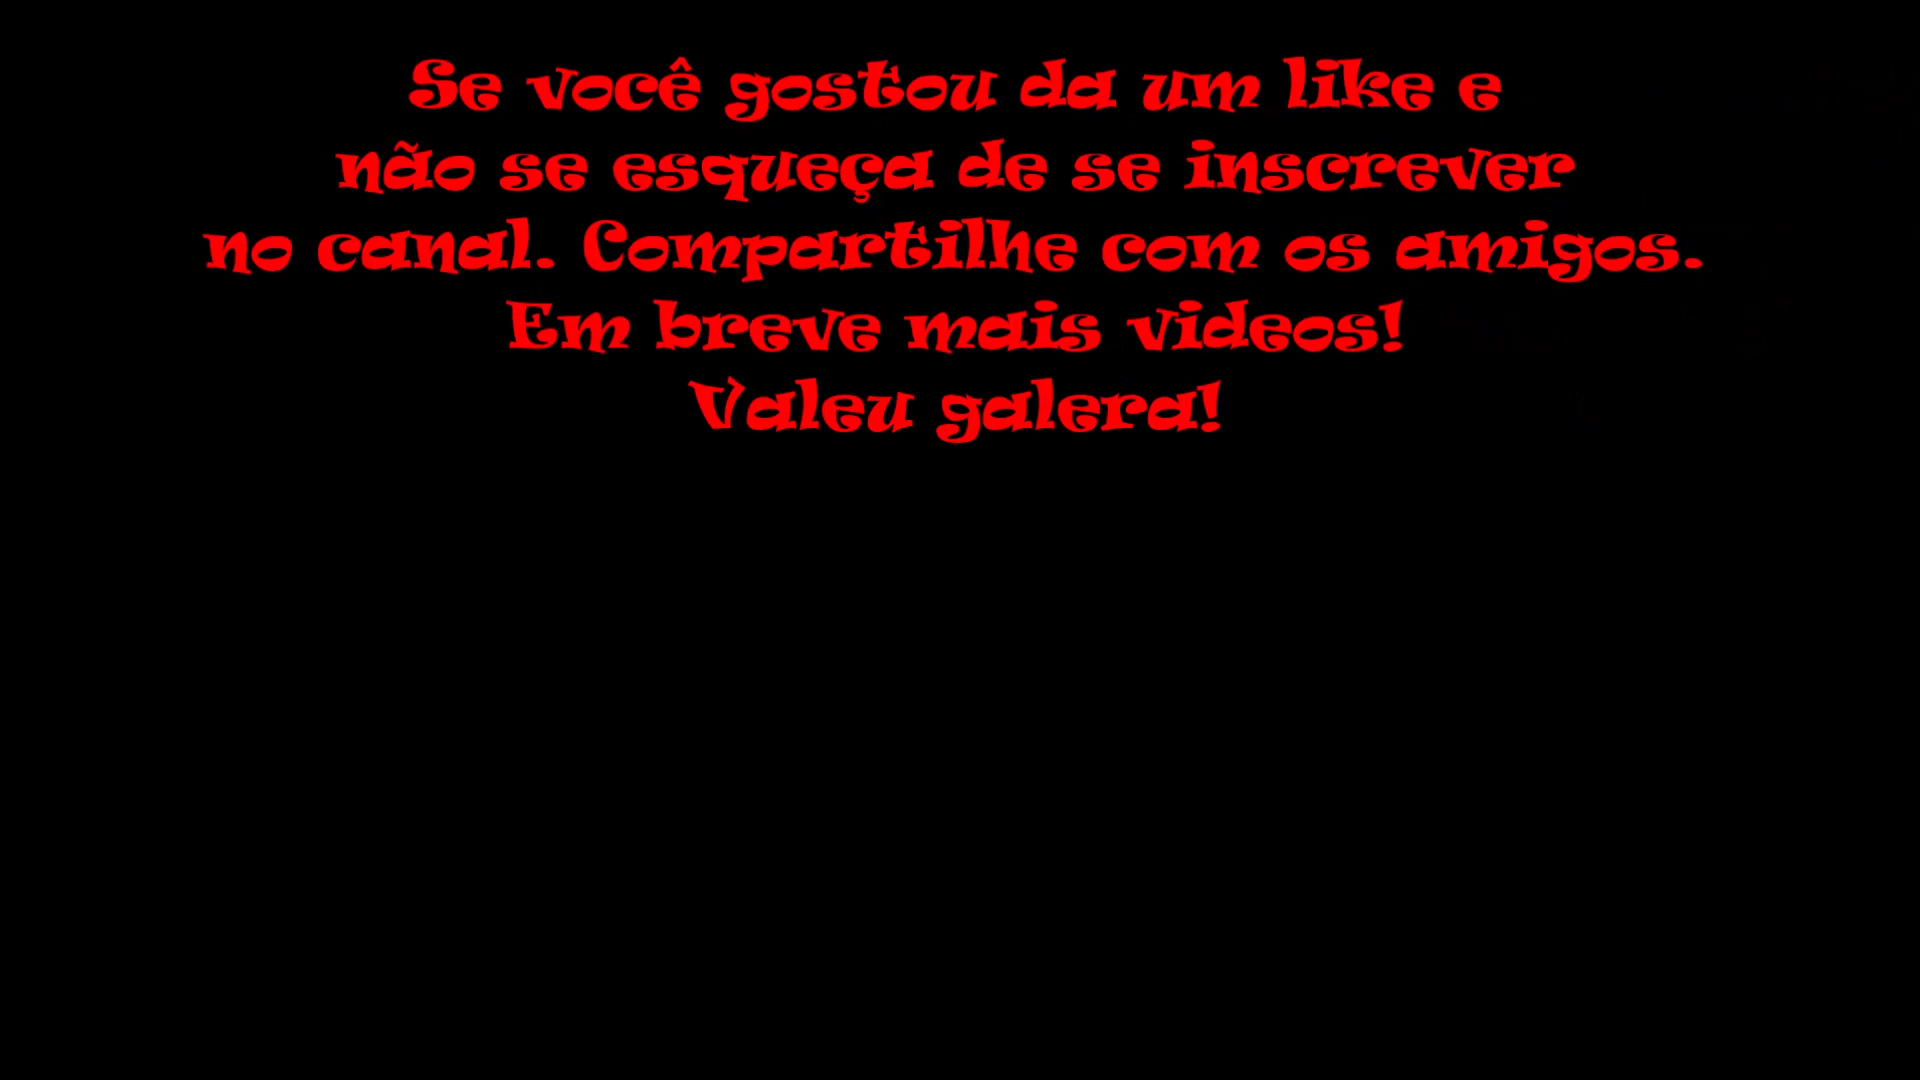 Se você gostou da um like e
não se esqueça de se inscrever
no canal. Compartilhe com os amigos.
Em breve mais videos!
Valeu galera!